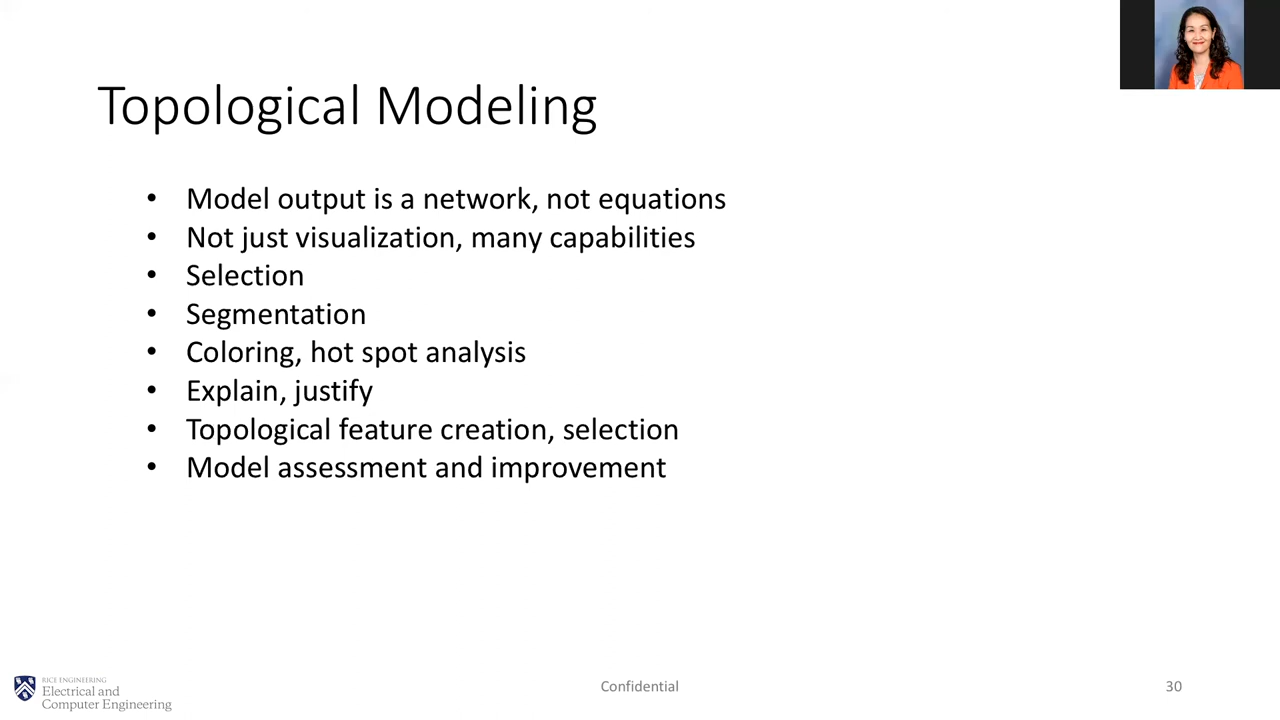 Topological Modeling
• Model output is a network, not equations
• Not just visualization, many capabilities
• Selection
• Segmentation
• Coloring, hot spot analysis
• Explain, justify
• Topological feature creation, selection
• Model assessment and improvement
RICE ENGINEERING
Electrical and
Computer Engineering
Confidential
30